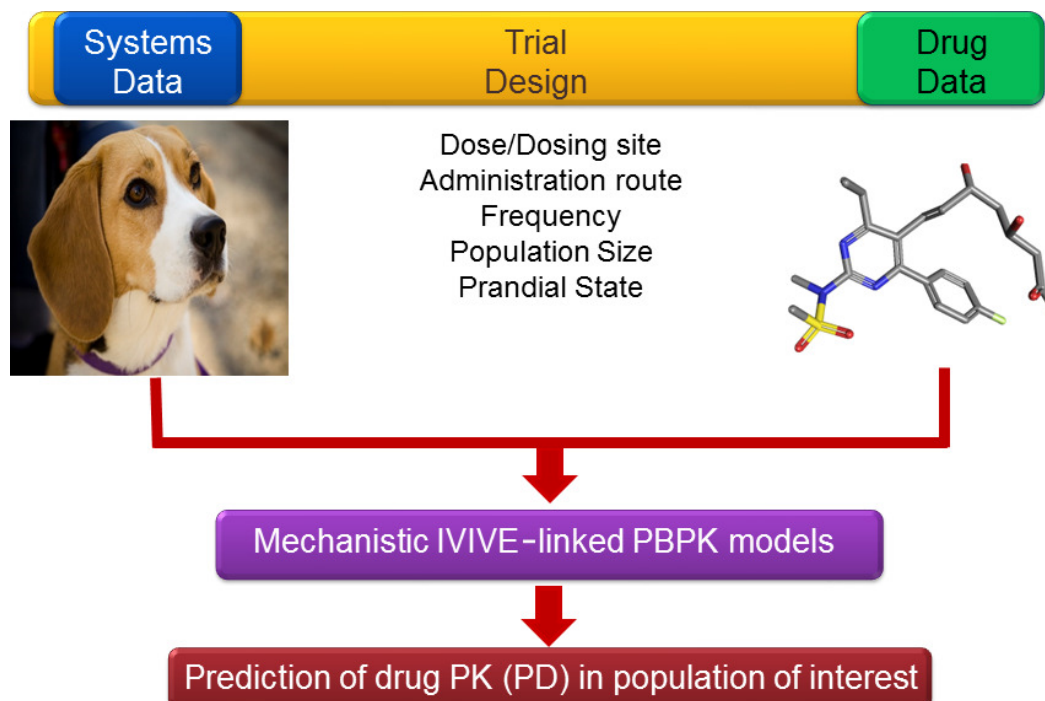 Systems
Data
Trial
Design
Drug
Data
Dose/Dosing site
Administration route
Frequency
Population Size
Prandial State
Mechanistic IVIVE-linked PBPK models
Prediction of drug PK (PD) in population of interest